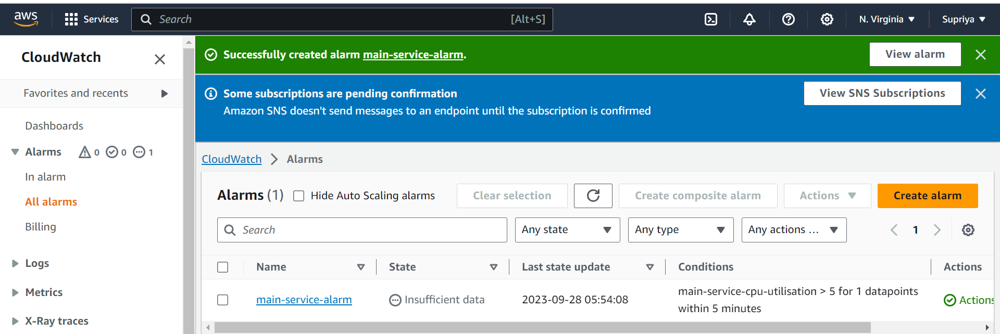 aws Services Search [Alt+S] N. Virginia Supriya
CloudWatch
Favorites and recents
Dashboards
Alarms 0 0 1
In alarm
All alarms
Billing
Logs
Metrics
X-Ray traces
Successfully created alarm main-service-alarm. View alarm
Some subscriptions are pending confirmation View SNS Subscriptions
Amazon SNS doesn't send messages to an endpoint until the subscription is confirmed
CloudWatch Alarms
Alarms (1) Hide Auto Scaling alarms Clear selection Create composite alarm Actions Create alarm
Search Any state Any type Any actions ... 1
Name State Last state update Conditions Actions
main-service-alarm Insufficient data 2023-09-28 05:54:08 main-service-cpu-utilisation > 5 for 1 datapoints Actions
within 5 minutes